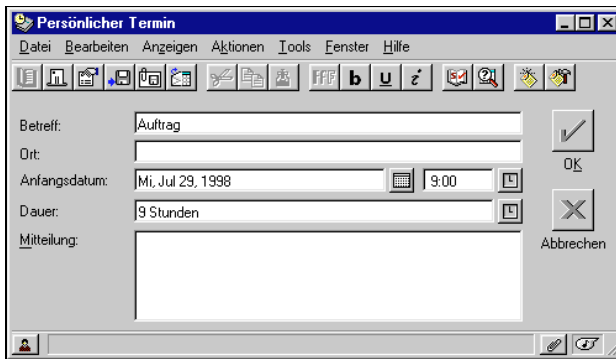 Persönlicher Termin
Datei Bearbeiten Anzeigen Aktionen Tools Fenster Hilfe
b u i
Betreff: Auftrag
Ort:
Anfangsdatum: Mi, Jul 29, 1998 9:00
Dauer: 9 Stunden
Mitteilung:
OK
Abbrechen